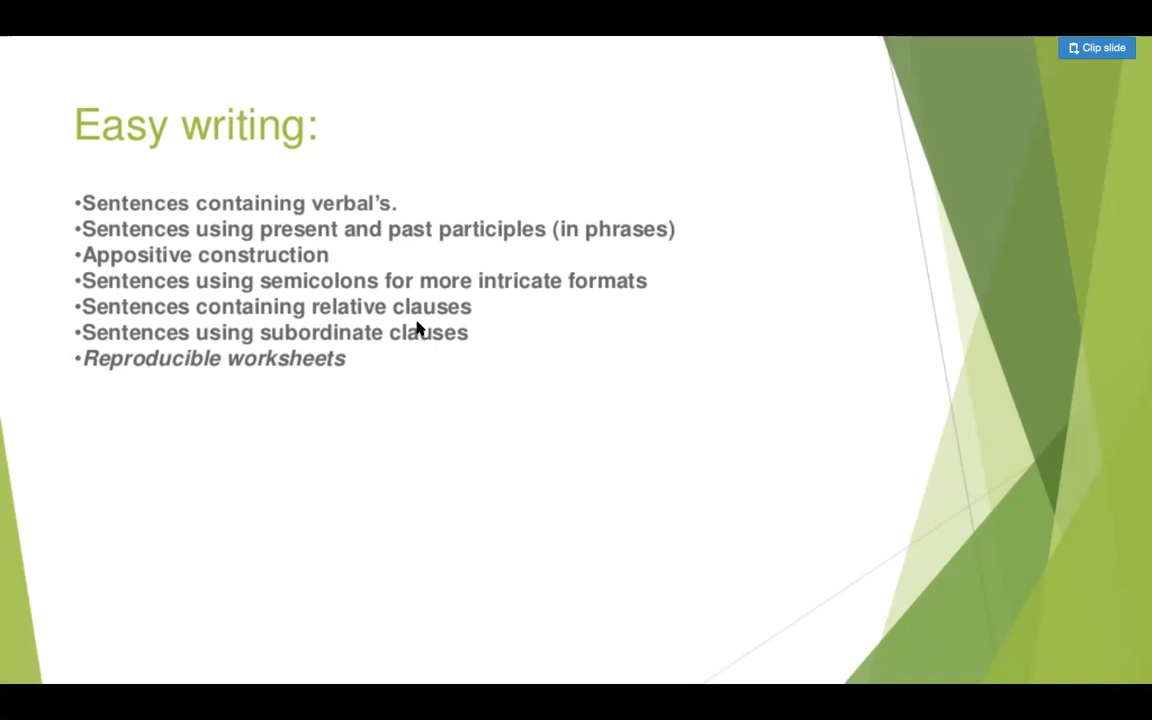 Clip slide
Easy writing:
•Sentences containing verbal’s.
•Sentences using present and past participles (in phrases)
•Appositive construction
•Sentences using semicolons for more intricate formats
•Sentences containing relative clauses
•Sentences using subordinate clauses
•Reproducible worksheets